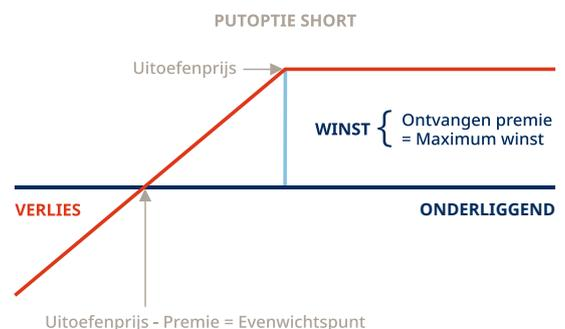 PUTOPTIE SHORT
Uitoefenprijs
WINST { Ontvangen premie
= Maximum winst
VERLIES
ONDERLIGGEND
Uitoefenprijs - Premie = Evenwichtspunt